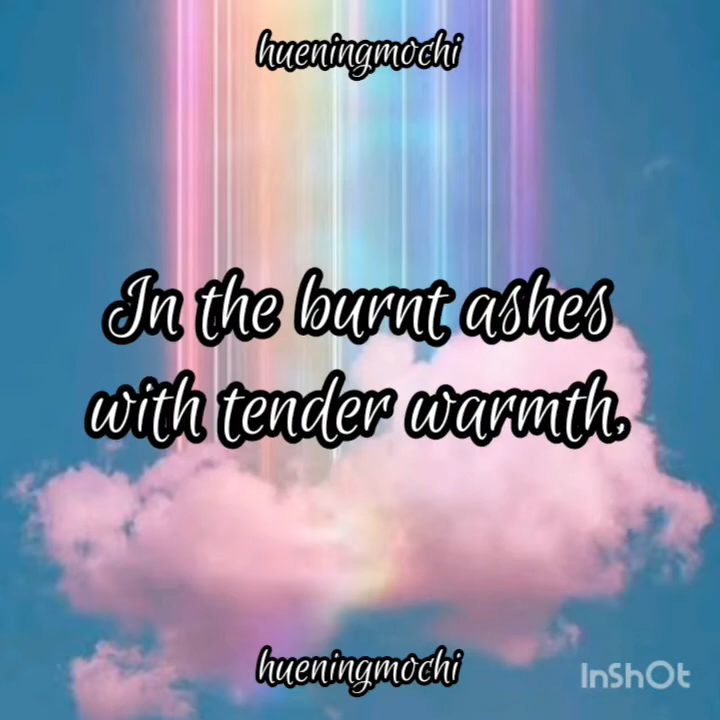 hueningmochi
In the burnt ashes
with tender warmth,
hueningmochi
InShOt